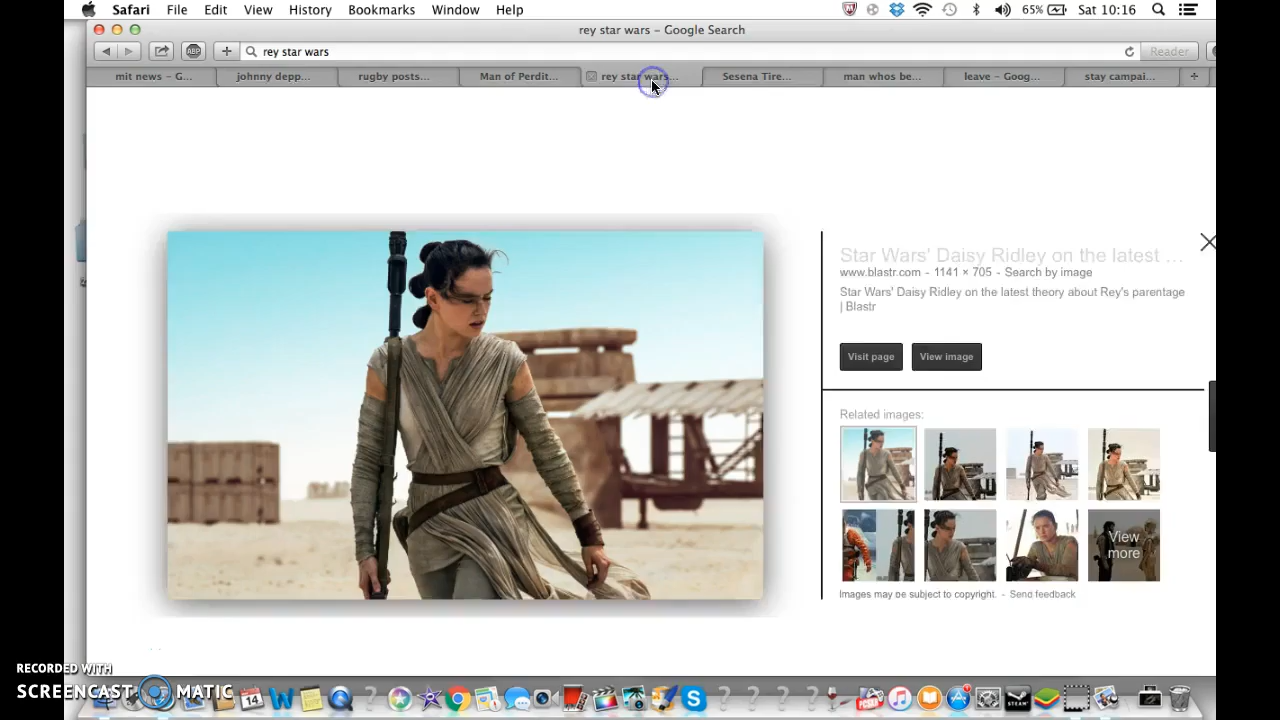 Safari File Edit View History Bookmarks Window Help 65% Sat 10:16
rey star wars – Google Search
ABP rey star wars Reader
mit news – G... johnny depp... rugby posts... Man of Perdit... rey star wars... Sesena Tire... man whos be... leave – Goog... stay campai...
Star Wars' Daisy Ridley on the latest ...
www.blastr.com - 1141 × 705 - Search by image
Star Wars' Daisy Ridley on the latest theory about Rey's parentage
| Blastr
Visit page View image
Related images:
View
more
Images may be subject to copyright. - Send feedback
RECORDED WITH
SCREENCAST MATIC